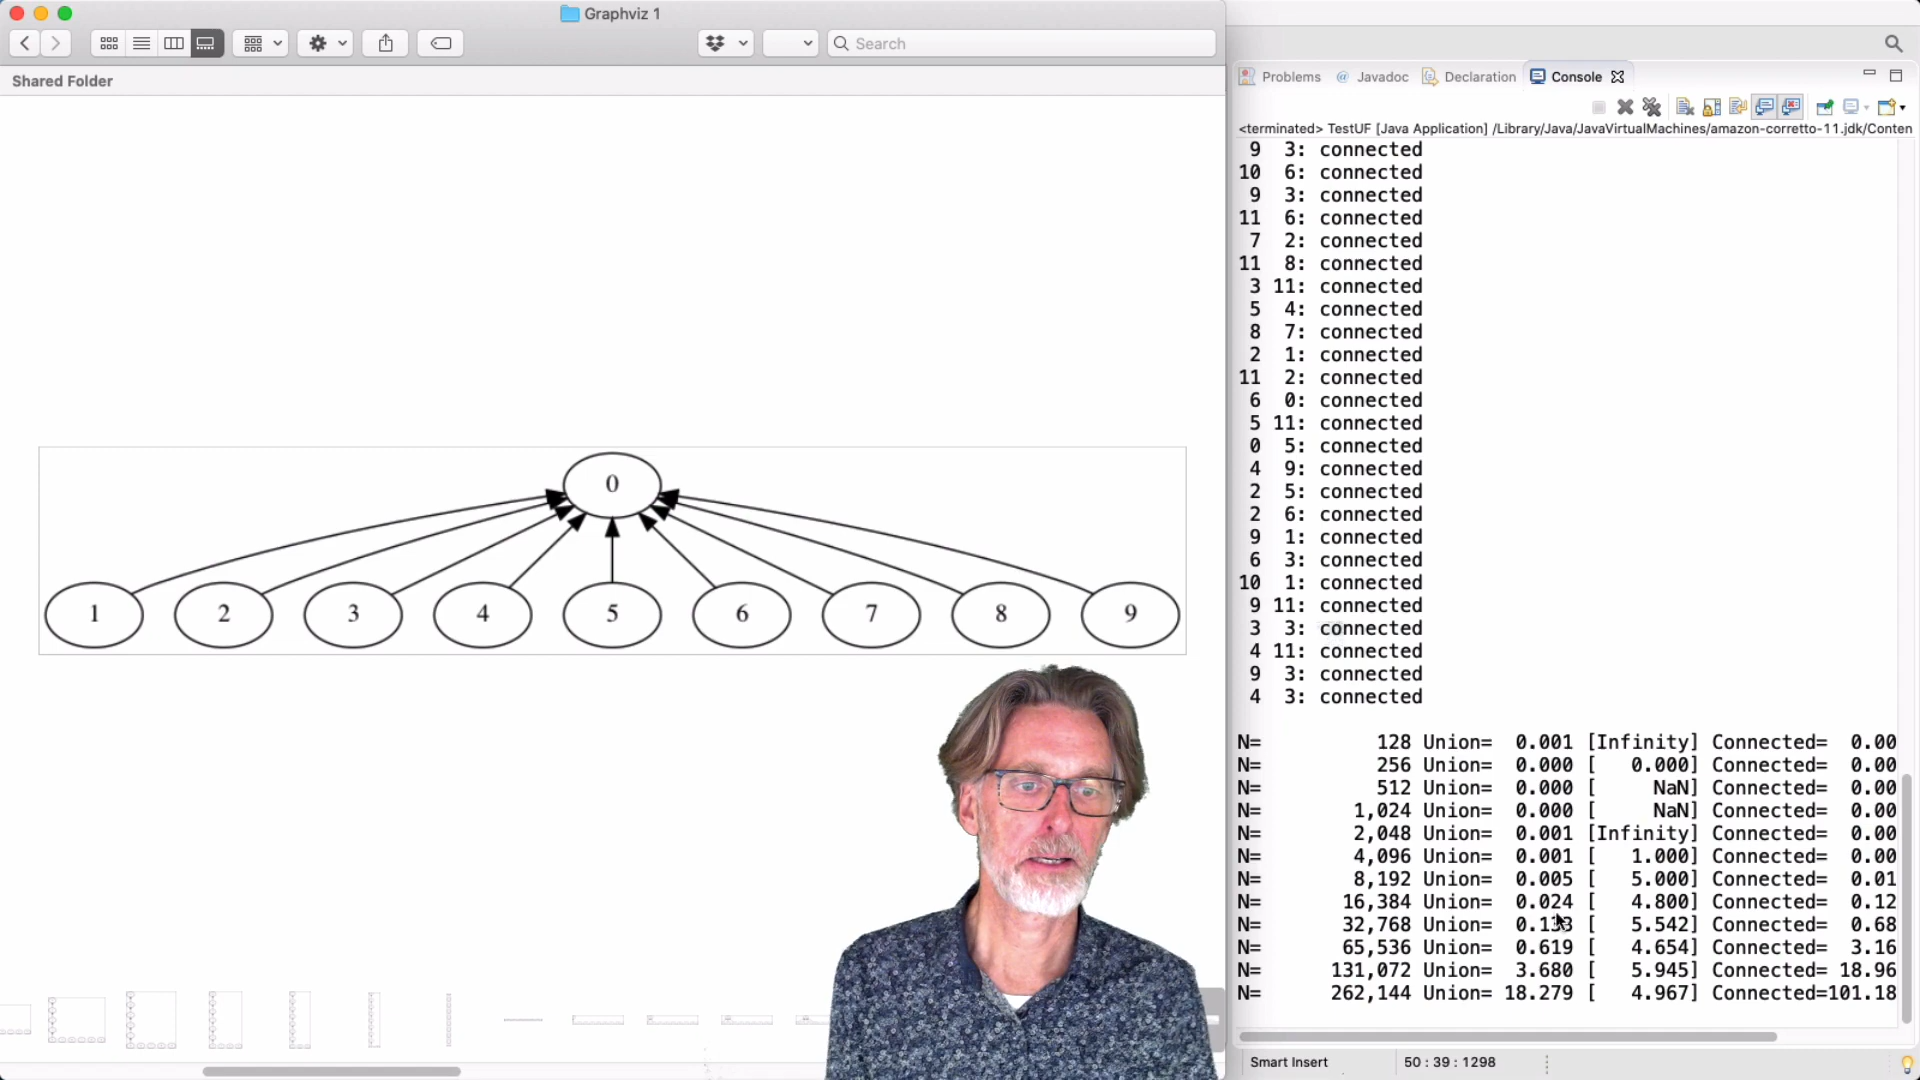 Graphviz 1
Search
Shared Folder
0
1 2 3 4 5 6 7 8 9
Problems Javadoc Declaration Console
<terminated> TestUF [Java Application] /Library/Java/JavaVirtualMachines/amazon-corretto-11.jdk/Conten
9 3: connected
10 6: connected
9 3: connected
11 6: connected
7 2: connected
11 8: connected
3 11: connected
5 4: connected
8 7: connected
2 1: connected
11 2: connected
6 0: connected
5 11: connected
0 5: connected
4 9: connected
2 5: connected
2 6: connected
9 1: connected
6 3: connected
10 1: connected
9 11: connected
3 3: connected
4 11: connected
9 3: connected
4 3: connected
N= 128 Union= 0.001 [Infinity] Connected= 0.00
N= 256 Union= 0.000 [ 0.000] Connected= 0.00
N= 512 Union= 0.000 [ NaN] Connected= 0.00
N= 1,024 Union= 0.000 [ NaN] Connected= 0.00
N= 2,048 Union= 0.001 [Infinity] Connected= 0.00
N= 4,096 Union= 0.001 [ 1.000] Connected= 0.00
N= 8,192 Union= 0.005 [ 5.000] Connected= 0.01
N= 16,384 Union= 0.024 [ 4.800] Connected= 0.12
N= 32,768 Union= 0.133 [ 5.542] Connected= 0.68
N= 65,536 Union= 0.619 [ 4.654] Connected= 3.16
N= 131,072 Union= 3.680 [ 5.945] Connected= 18.96
N= 262,144 Union= 18.279 [ 4.967] Connected=101.18
Smart Insert 50 : 39 : 1298